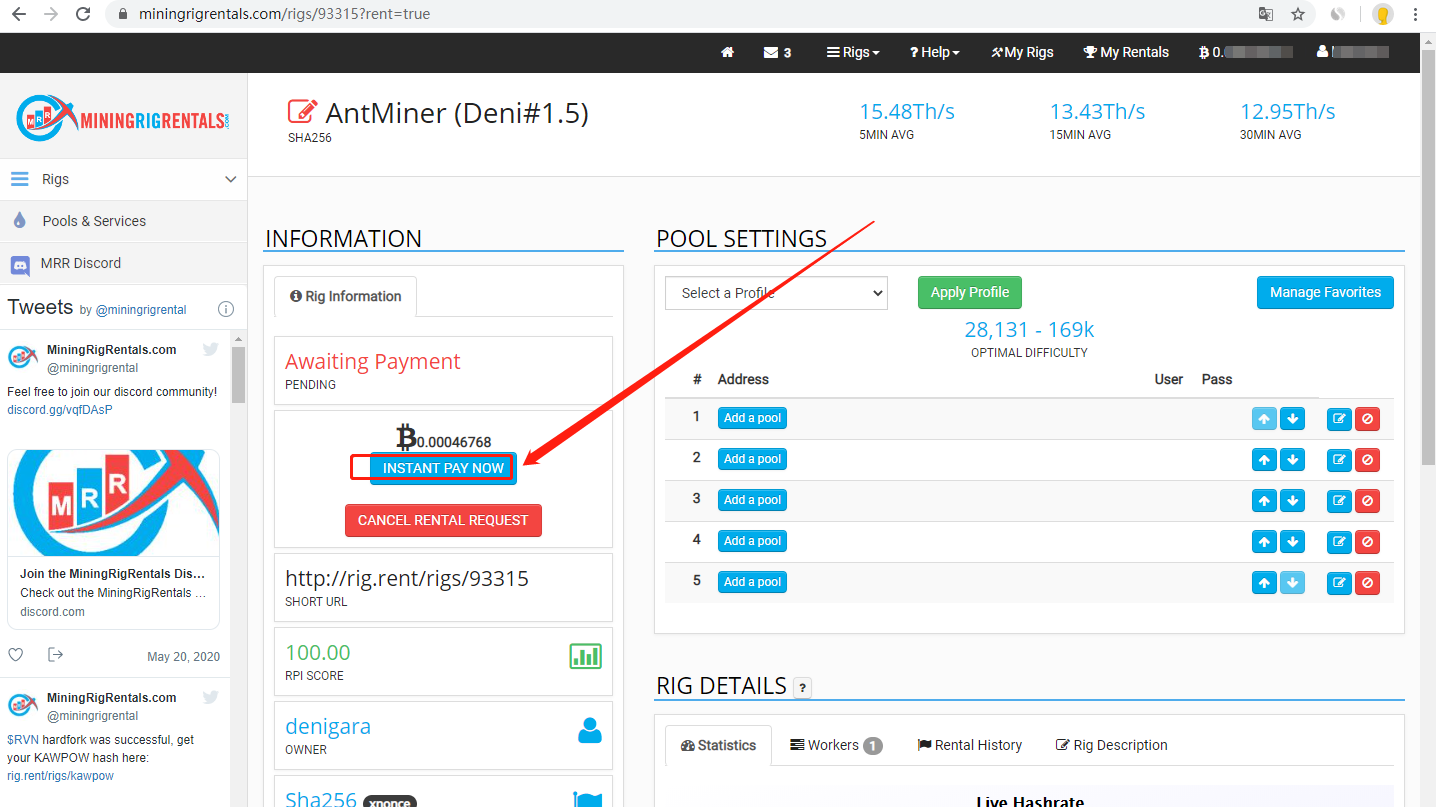 miningrigrentals.com/rigs/93315?rent=true
3
Rigs
? Help
My Rigs
My Rentals
0.
MRR
MININGRIGRENTALS.COM
Rigs
Pools & Services
MRR Discord
Tweets by @miningrigrental
MiningRigRentals.com
@miningrigrental
Feel free to join our discord community!
discord.gg/vqfDAsP
MRR
Join the MiningRigRentals Dis…
Check out the MiningRigRentals …
discord.com
May 20, 2020
MiningRigRentals.com
@miningrigrental
$RVN hardfork was successful, get
your KAWPOW hash here:
rig.rent/rigs/kawpow
AntMiner (Deni#1.5)
SHA256
15.48Th/s
5MIN AVG
13.43Th/s
15MIN AVG
12.95Th/s
30MIN AVG
INFORMATION
Rig Information
Awaiting Payment
PENDING
0.00046768
INSTANT PAY NOW
CANCEL RENTAL REQUEST
http://rig.rent/rigs/93315
SHORT URL
100.00
RPI SCORE
denigara
OWNER
Sha256 xnonce
POOL SETTINGS
Select a Profile
Apply Profile
Manage Favorites
28,131 - 169k
OPTIMAL DIFFICULTY
# Address User Pass
1 Add a pool
2 Add a pool
3 Add a pool
4 Add a pool
5 Add a pool
RIG DETAILS ?
Statistics
Workers 1
Rental History
Rig Description
Live Hashrate